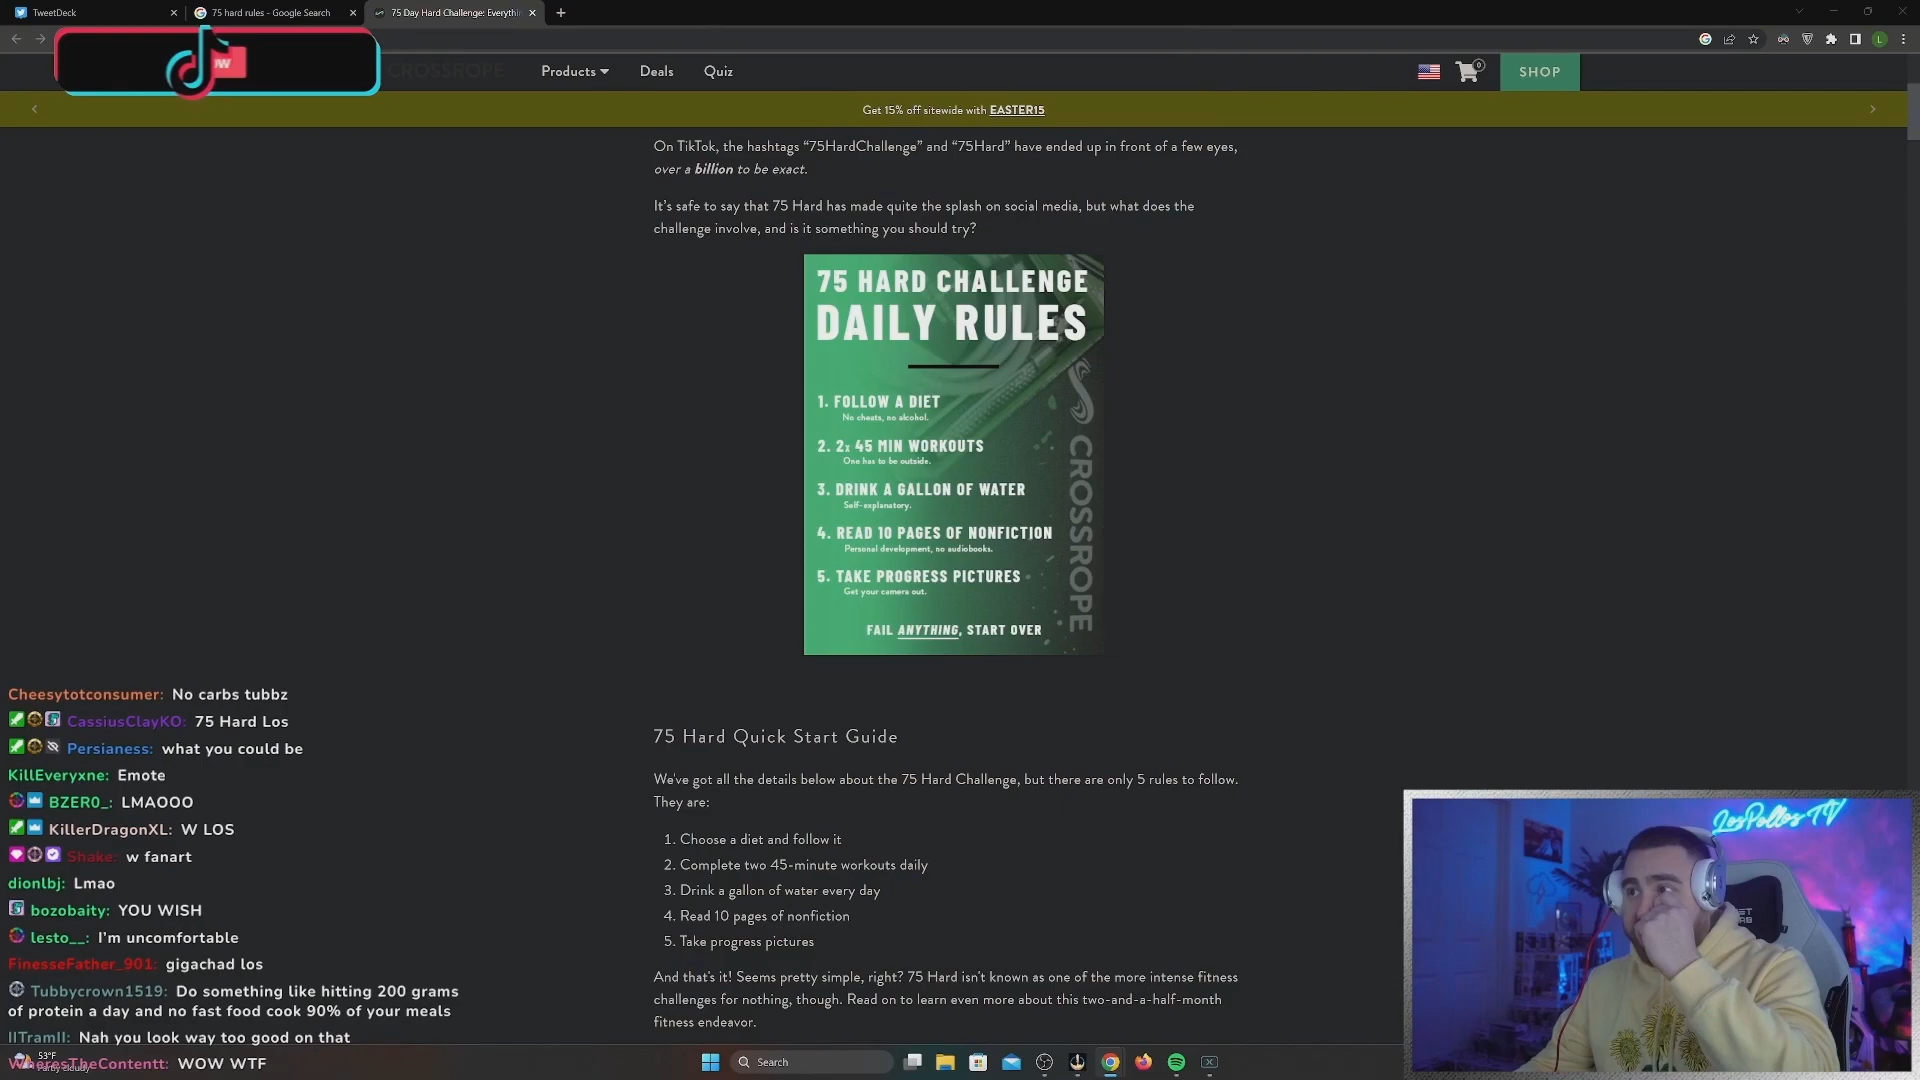 TweetDeck
75 hard rules - Google Search
75 Day Hard Challenge: Everythin
CROSSROPE
Products
Deals
Quiz
0
SHOP
Get 15% off sitewide with EASTER15
On TikTok, the hashtags “75HardChallenge” and “75Hard” have ended up in front of a few eyes,
over a billion to be exact.
It’s safe to say that 75 Hard has made quite the splash on social media, but what does the
challenge involve, and is it something you should try?
75 HARD CHALLENGE
DAILY RULES
1. FOLLOW A DIET
No cheats, no alcohol.
2. 2x 45 MIN WORKOUTS
One has to be outside.
3. DRINK A GALLON OF WATER
Self-explanatory.
4. READ 10 PAGES OF NONFICTION
Personal development, no audiobooks.
5. TAKE PROGRESS PICTURES
Get your camera out.
FAIL ANYTHING, START OVER
CROSSROPE
75 Hard Quick Start Guide
We've got all the details below about the 75 Hard Challenge, but there are only 5 rules to follow.
They are:
1. Choose a diet and follow it
2. Complete two 45-minute workouts daily
3. Drink a gallon of water every day
4. Read 10 pages of nonfiction
5. Take progress pictures
And that's it! Seems pretty simple, right? 75 Hard isn't known as one of the more intense fitness
challenges for nothing, though. Read on to learn even more about this two-and-a-half-month
fitness endeavor.
Cheesytotconsumer: No carbs tubbz
CassiusClayKO: 75 Hard Los
Persianess: what you could be
KillEveryxne: Emote
BZER0_: LMAOOO
KillerDragonXL: W LOS
Shake: w fanart
dionlbj: Lmao
bozobaity: YOU WISH
lesto__: I’m uncomfortable
FinesseFather_901: gigachad los
Tubbycrown1519: Do something like hitting 200 grams
of protein a day and no fast food cook 90% of your meals
IITramII: Nah you look way too good on that
WheresTheContentt: WOW WTF
53°F
Partly cloudy
Search
LosPollos TV